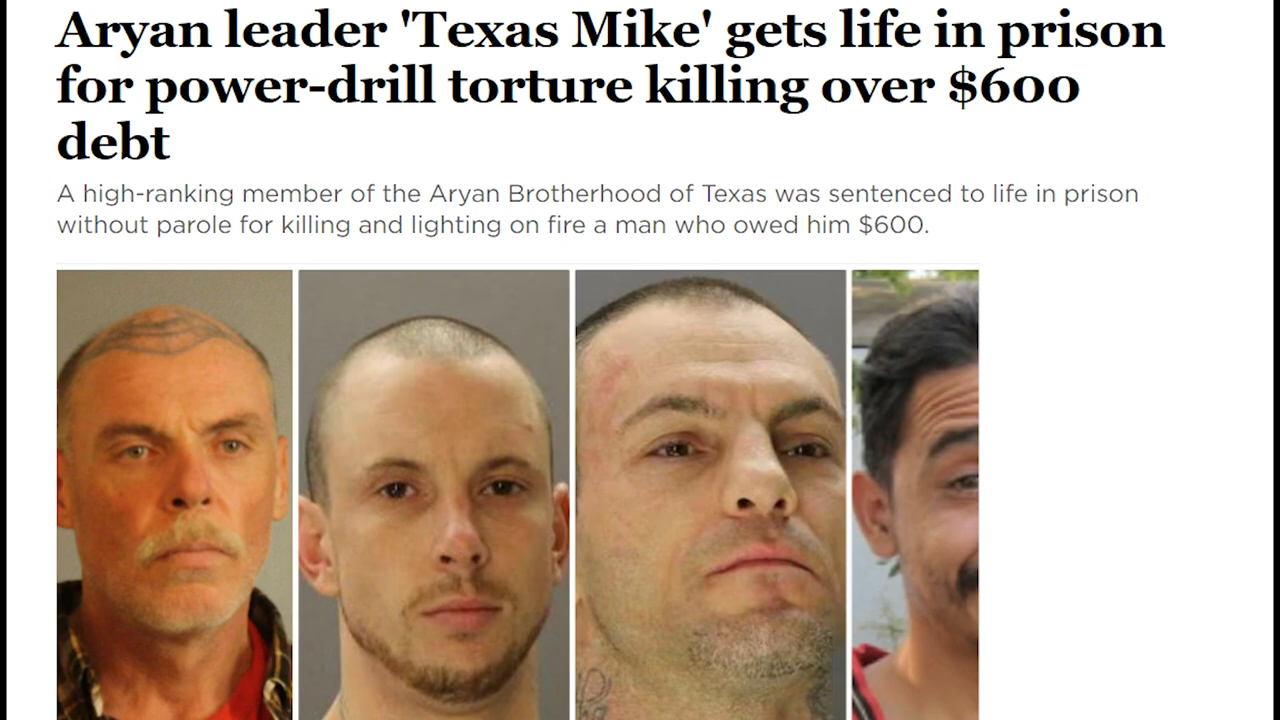 Aryan leader 'Texas Mike' gets life in prison
for power-drill torture killing over $600
debt
A high-ranking member of the Aryan Brotherhood of Texas was sentenced to life in prison
without parole for killing and lighting on fire a man who owed him $600.